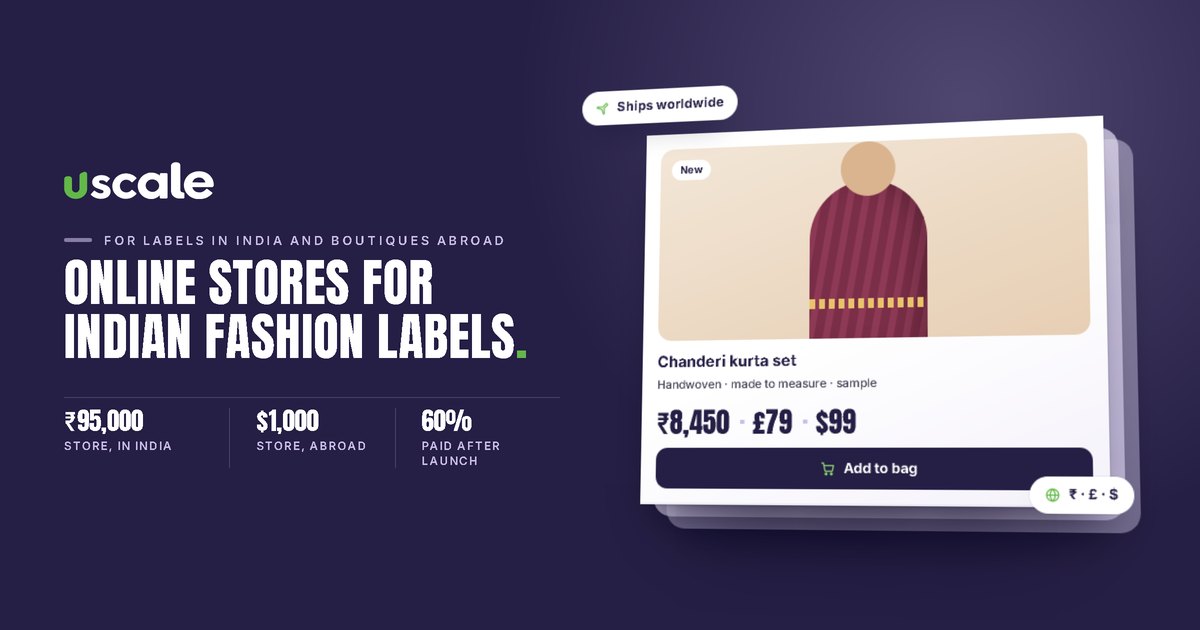 uscale
FOR LABELS IN INDIA AND BOUTIQUES ABROAD
ONLINE STORES FOR
INDIAN FASHION LABELS.
₹95,000
STORE, IN INDIA
$1,000
STORE, ABROAD
60%
PAID AFTER
LAUNCH
Ships worldwide
New
Chanderi kurta set
Handwoven · made to measure · sample
₹8,450 · £79 · $99
Add to bag
₹ · £ · $